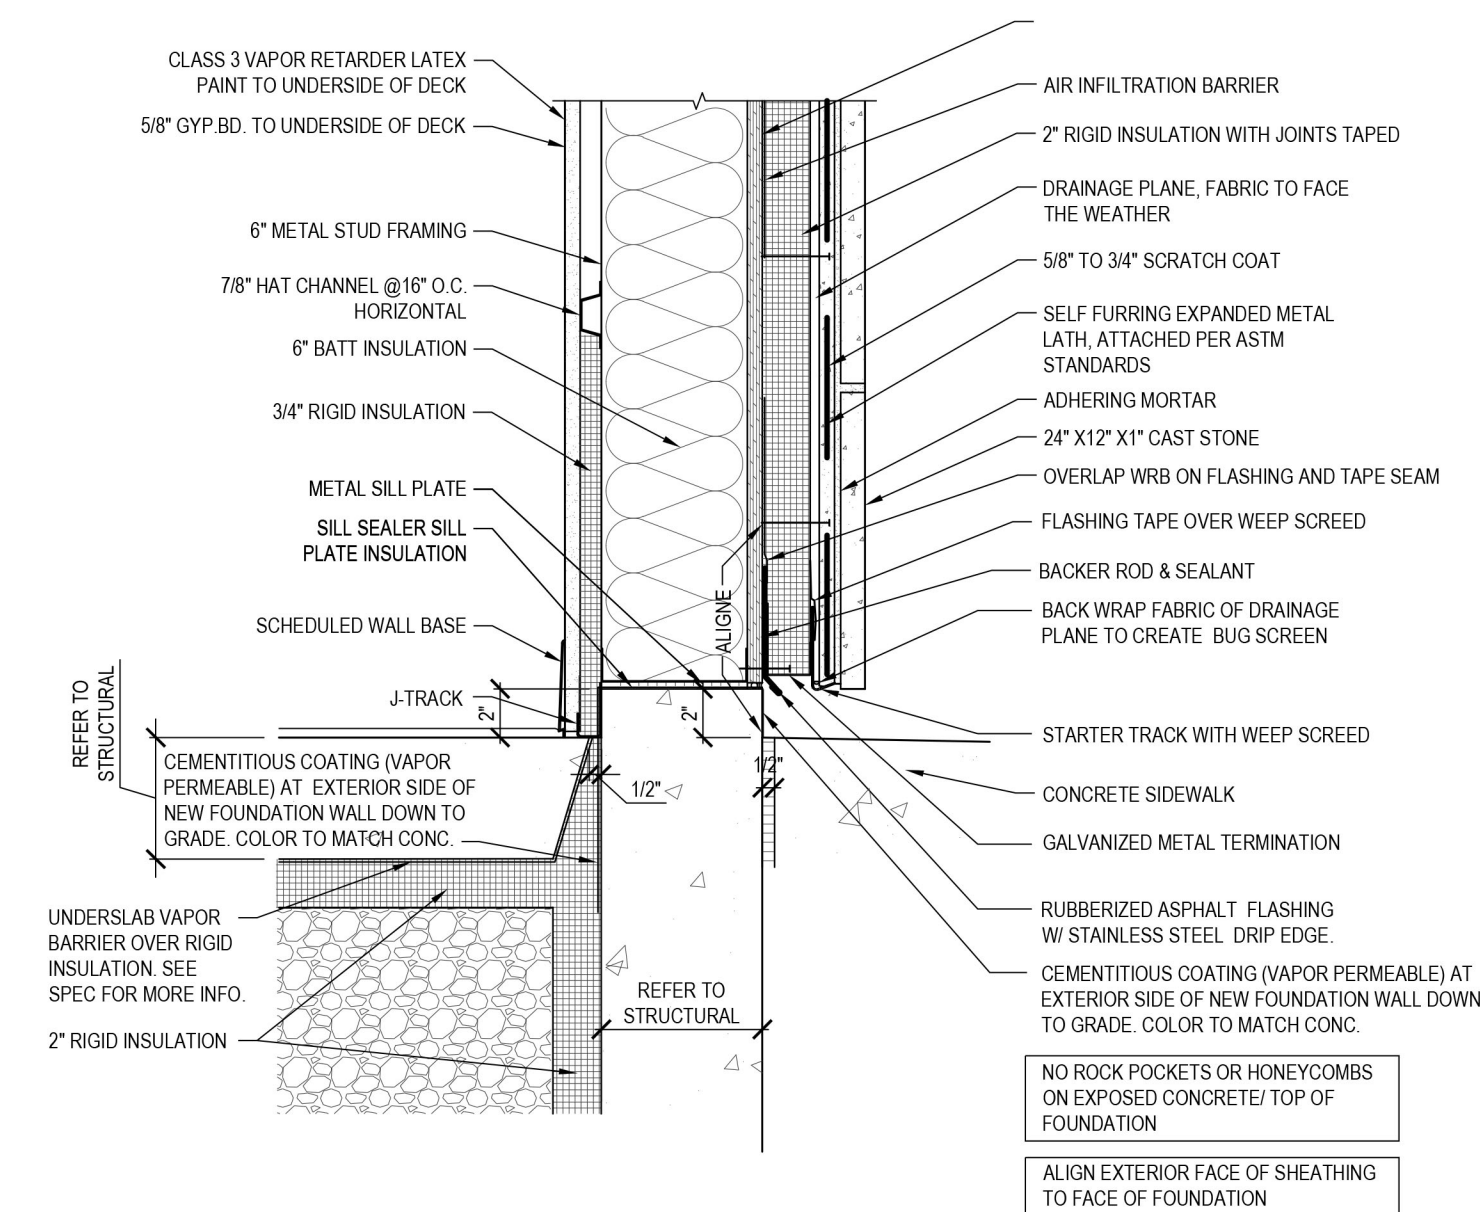 CLASS 3 VAPOR RETARDER LATEX
PAINT TO UNDERSIDE OF DECK
5/8" GYP.BD. TO UNDERSIDE OF DECK
6" METAL STUD FRAMING
7/8" HAT CHANNEL @16" O.C.
HORIZONTAL
6" BATT INSULATION
3/4" RIGID INSULATION
METAL SILL PLATE
SILL SEALER SILL
PLATE INSULATION
SCHEDULED WALL BASE
J-TRACK
REFER TO
STRUCTURAL
CEMENTITIOUS COATING (VAPOR
PERMEABLE) AT EXTERIOR SIDE OF
NEW FOUNDATION WALL DOWN TO
GRADE. COLOR TO MATCH CONC.
UNDERSLAB VAPOR
BARRIER OVER RIGID
INSULATION. SEE
SPEC FOR MORE INFO.
2" RIGID INSULATION
2"
2"
ALIGNE
1/2"
1/2"
REFER TO
STRUCTURAL
AIR INFILTRATION BARRIER
2" RIGID INSULATION WITH JOINTS TAPED
DRAINAGE PLANE, FABRIC TO FACE
THE WEATHER
5/8" TO 3/4" SCRATCH COAT
SELF FURRING EXPANDED METAL
LATH, ATTACHED PER ASTM
STANDARDS
ADHERING MORTAR
24" X12" X1" CAST STONE
OVERLAP WRB ON FLASHING AND TAPE SEAM
FLASHING TAPE OVER WEEP SCREED
BACKER ROD & SEALANT
BACK WRAP FABRIC OF DRAINAGE
PLANE TO CREATE BUG SCREEN
STARTER TRACK WITH WEEP SCREED
CONCRETE SIDEWALK
GALVANIZED METAL TERMINATION
RUBBERIZED ASPHALT FLASHING
W/ STAINLESS STEEL DRIP EDGE.
CEMENTITIOUS COATING (VAPOR PERMEABLE) AT
EXTERIOR SIDE OF NEW FOUNDATION WALL DOWN
TO GRADE. COLOR TO MATCH CONC.
NO ROCK POCKETS OR HONEYCOMBS
ON EXPOSED CONCRETE/ TOP OF
FOUNDATION
ALIGN EXTERIOR FACE OF SHEATHING
TO FACE OF FOUNDATION